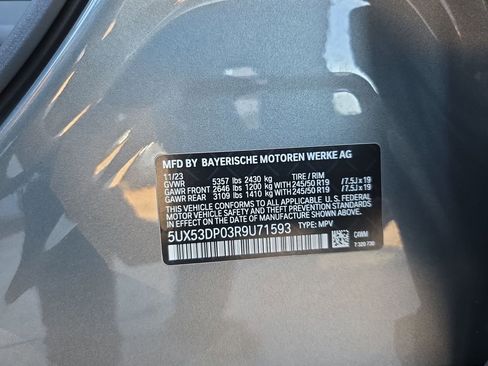 MFD BY BAYERISCHE MOTOREN WERKE AG
11/23
GVWR 5357 lbs 2430 kg TIRE / RIM
GAWR FRONT 2646 lbs 1200 kg WITH 245/50 R19 /7.5J x 19
GAWR REAR 3109 lbs 1410 kg WITH 245/50 R19 /7.5J x 19
THIS VEHICLE CONFORMS TO ALL APPLICABLE U.S. FEDERAL
MOTOR VEHICLE SAFETY STANDARDS
IN EFFECT ON THE DATE OF MANUFACTURE SHOWN ABOVE.
5UX53DP03R9U71593 TYPE: MPV
C4WM